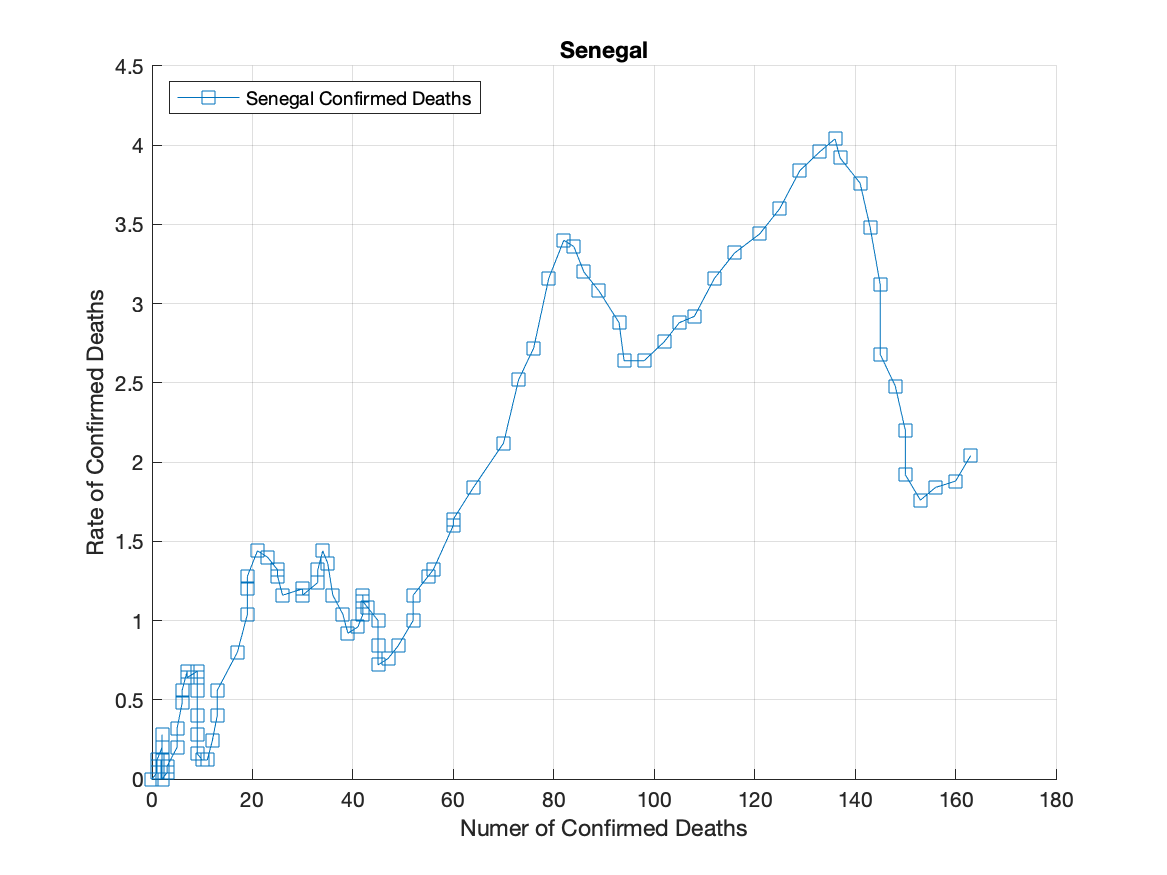 Senegal
Senegal Confirmed Deaths
4.5
4
3.5
3
2.5
2
1.5
1
0.5
0
Rate of Confirmed Deaths
0 20 40 60 80 100 120 140 160 180
Numer of Confirmed Deaths